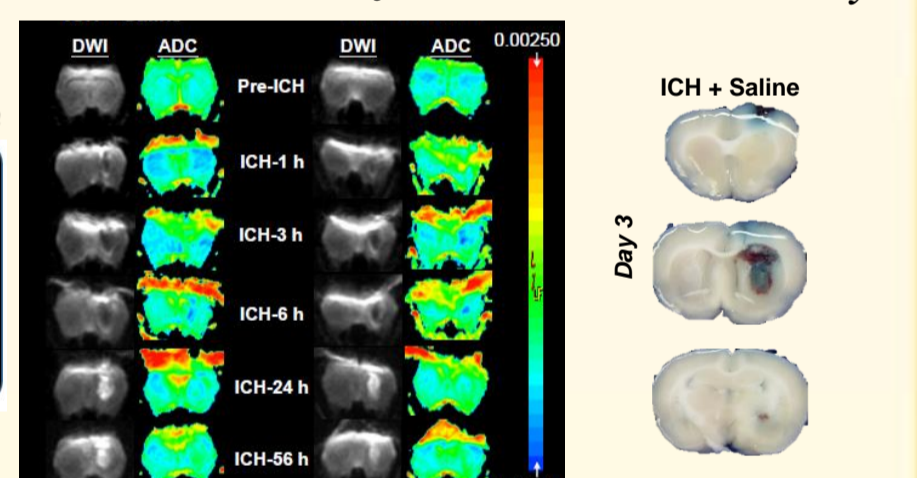 DWI ADC DWI ADC 0.00250
Pre-ICH
ICH-1 h
ICH-3 h
ICH-6 h
ICH-24 h
ICH-56 h
ICH + Saline
Day 3